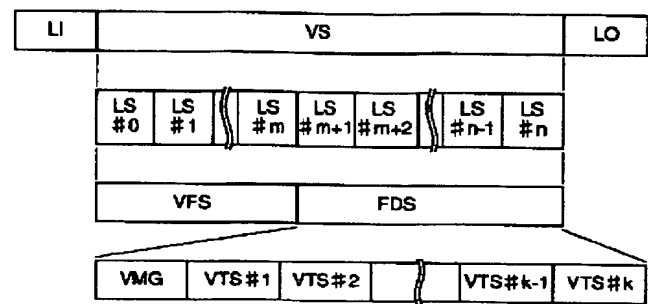 LI VS LO
LS #0 LS #1 LS #m LS #m+1 LS #m+2 LS #n-1 LS #n
VFS FDS
VMG VTS#1 VTS#2 VTS#k-1 VTS#k